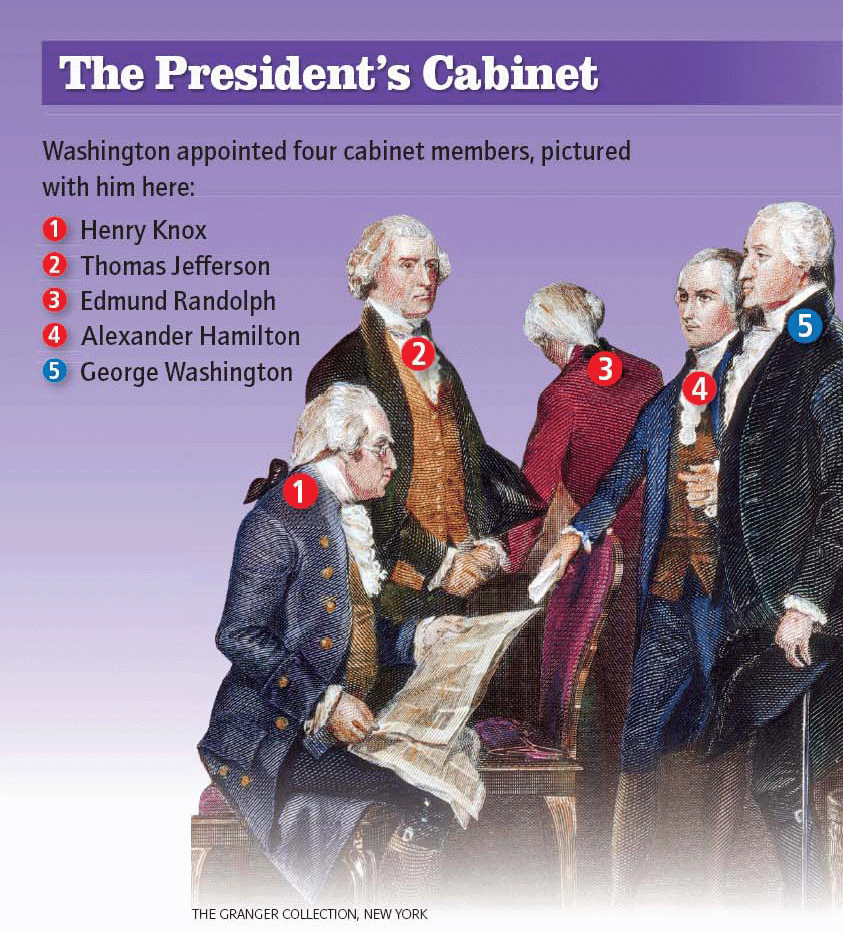 The President's Cabinet
Washington appointed four cabinet members, pictured
with him here:
1 Henry Knox
2 Thomas Jefferson
3 Edmund Randolph
4 Alexander Hamilton
5 George Washington
2
3
5
4
1
THE GRANGER COLLECTION, NEW YORK